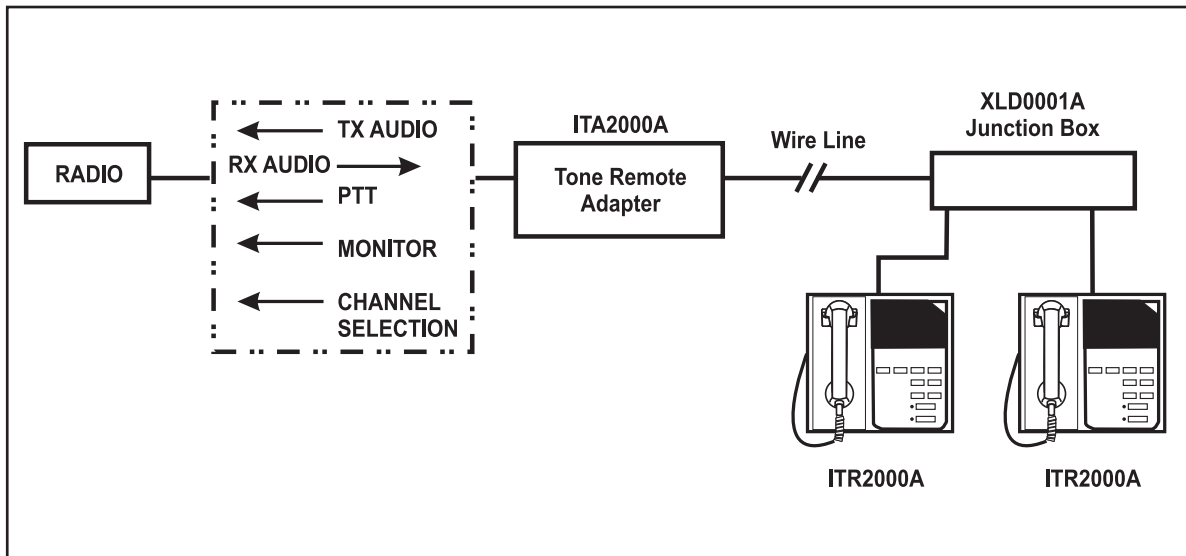 RADIO
TX AUDIO
RX AUDIO
PTT
MONITOR
CHANNEL
SELECTION
ITA2000A
Tone Remote
Adapter
Wire Line
XLD0001A
Junction Box
ITR2000A
ITR2000A